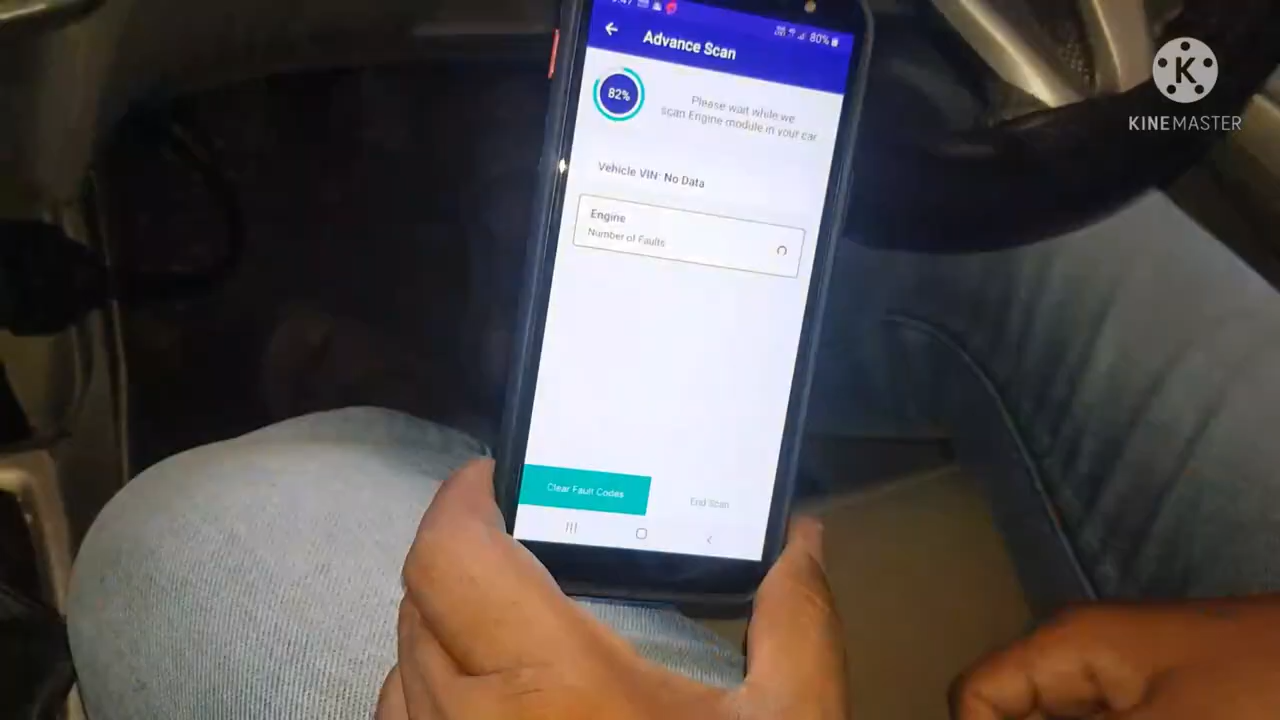 80%
Advance Scan
82%
Please wait while we
scan Engine module in your car
Vehicle VIN: No Data
Engine
Number of Faults
Clear Fault Codes
End Scan
K
KINEMASTER